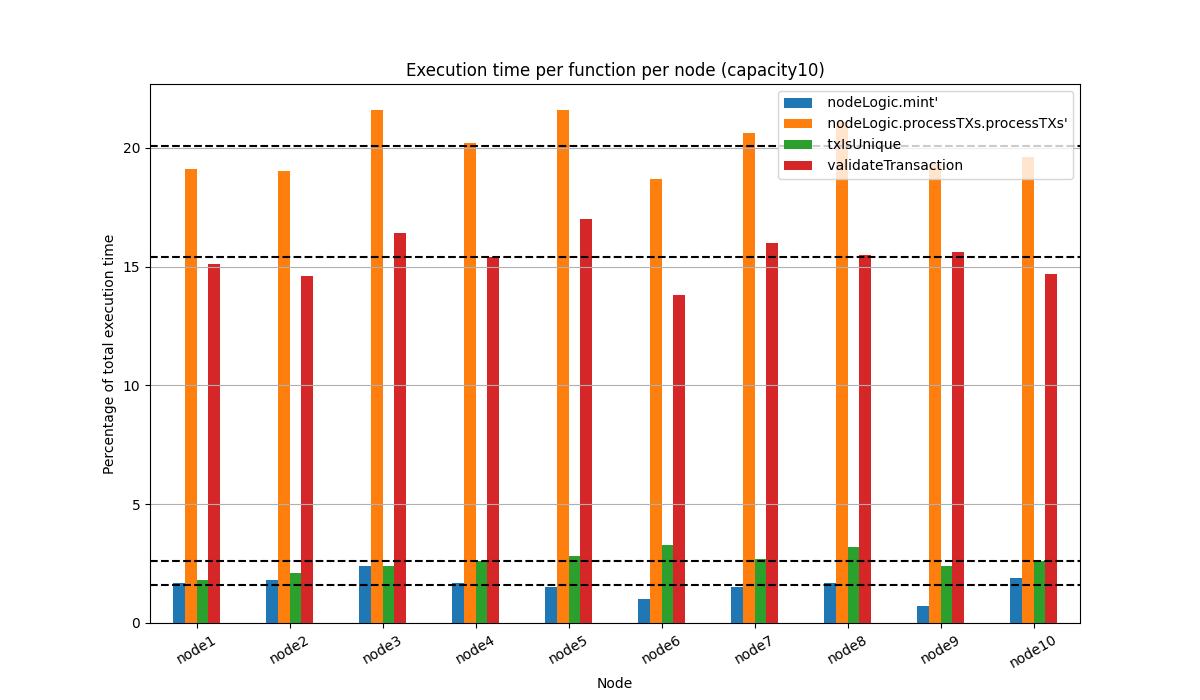 Execution time per function per node (capacity10)
nodeLogic.mint'
nodeLogic.processTXs.processTXs'
txIsUnique
validateTransaction
Percentage of total execution time
20
15
10
5
0
node1 node2 node3 node4 node5 node6 node7 node8 node9 node10
Node